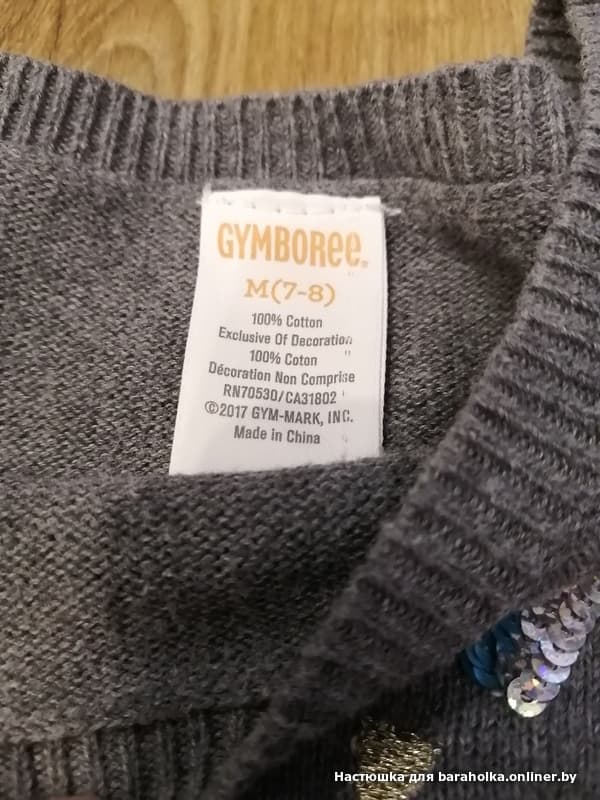 GYMBOREE®
M(7-8)
100% Cotton
Exclusive Of Decoration
100% Coton
Décoration Non Comprise
RN70530/CA31802
©2017 GYM-MARK, INC.
Made in China
Настюшка для baraholka.onliner.by